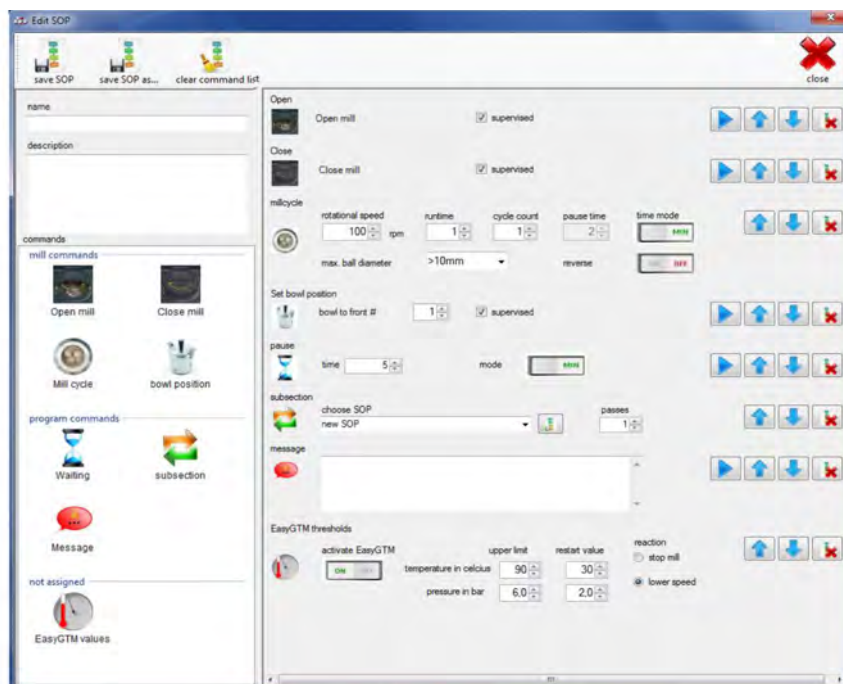 Edit SOP
save SOP save SOP as... clear command list close
name
description
commands
mill commands
Open mill Close mill
Mill cycle bowl position
program commands
Waiting subsection
Message
not assigned
EasyGTM values
Open
Open mill supervised
Close
Close mill supervised
millcycle
rotational speed runtime cycle count pause time time mode
100 rpm 1 1 2 MIN
max. ball diameter >10mm reverse OFF
Set bowl position
bowl to front # 1 supervised
pause
time 5 mode MIN
subsection
choose SOP passes
new SOP 1
message
EasyGTM thresholds
activate EasyGTM upper limit restart value reaction
stop mill
ON temperature in celcius 90 30
lower speed
pressure in bar 6,0 2,0